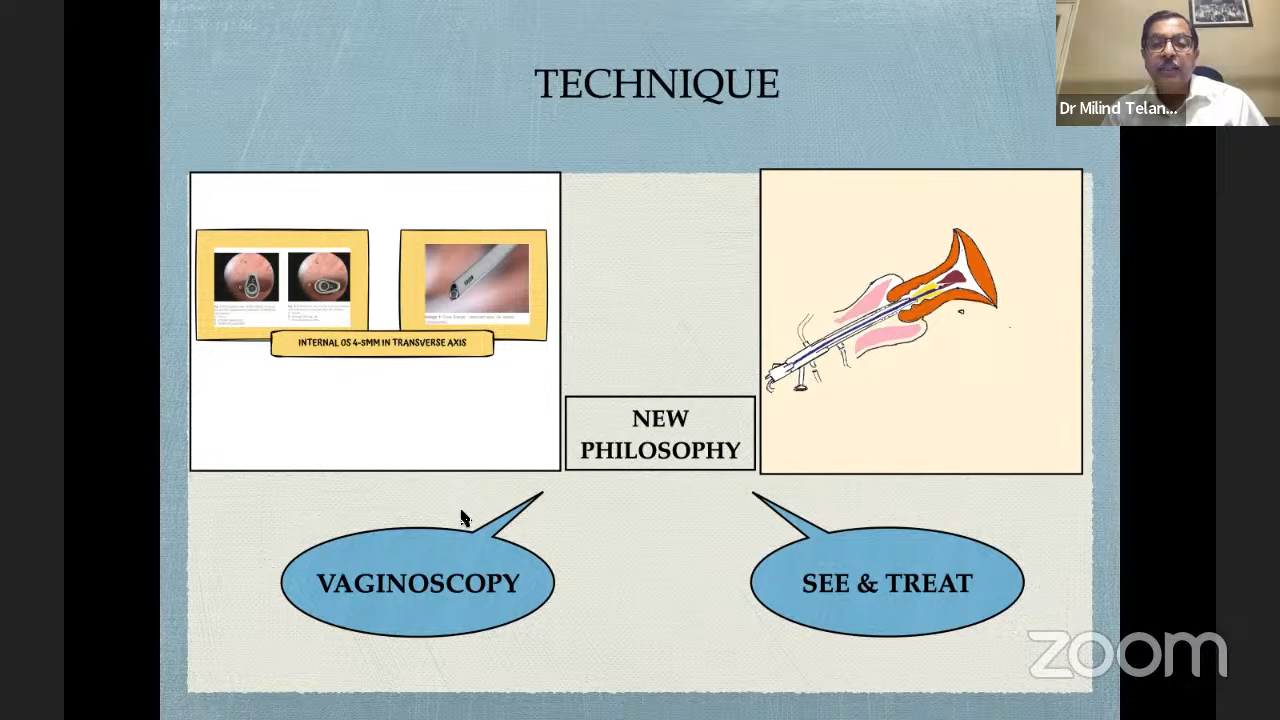 TECHNIQUE
Dr Milind Telan...
INTERNAL OS 4-5MM IN TRANSVERSE AXIS
NEW
PHILOSOPHY
VAGINOSCOPY
SEE & TREAT
zoom